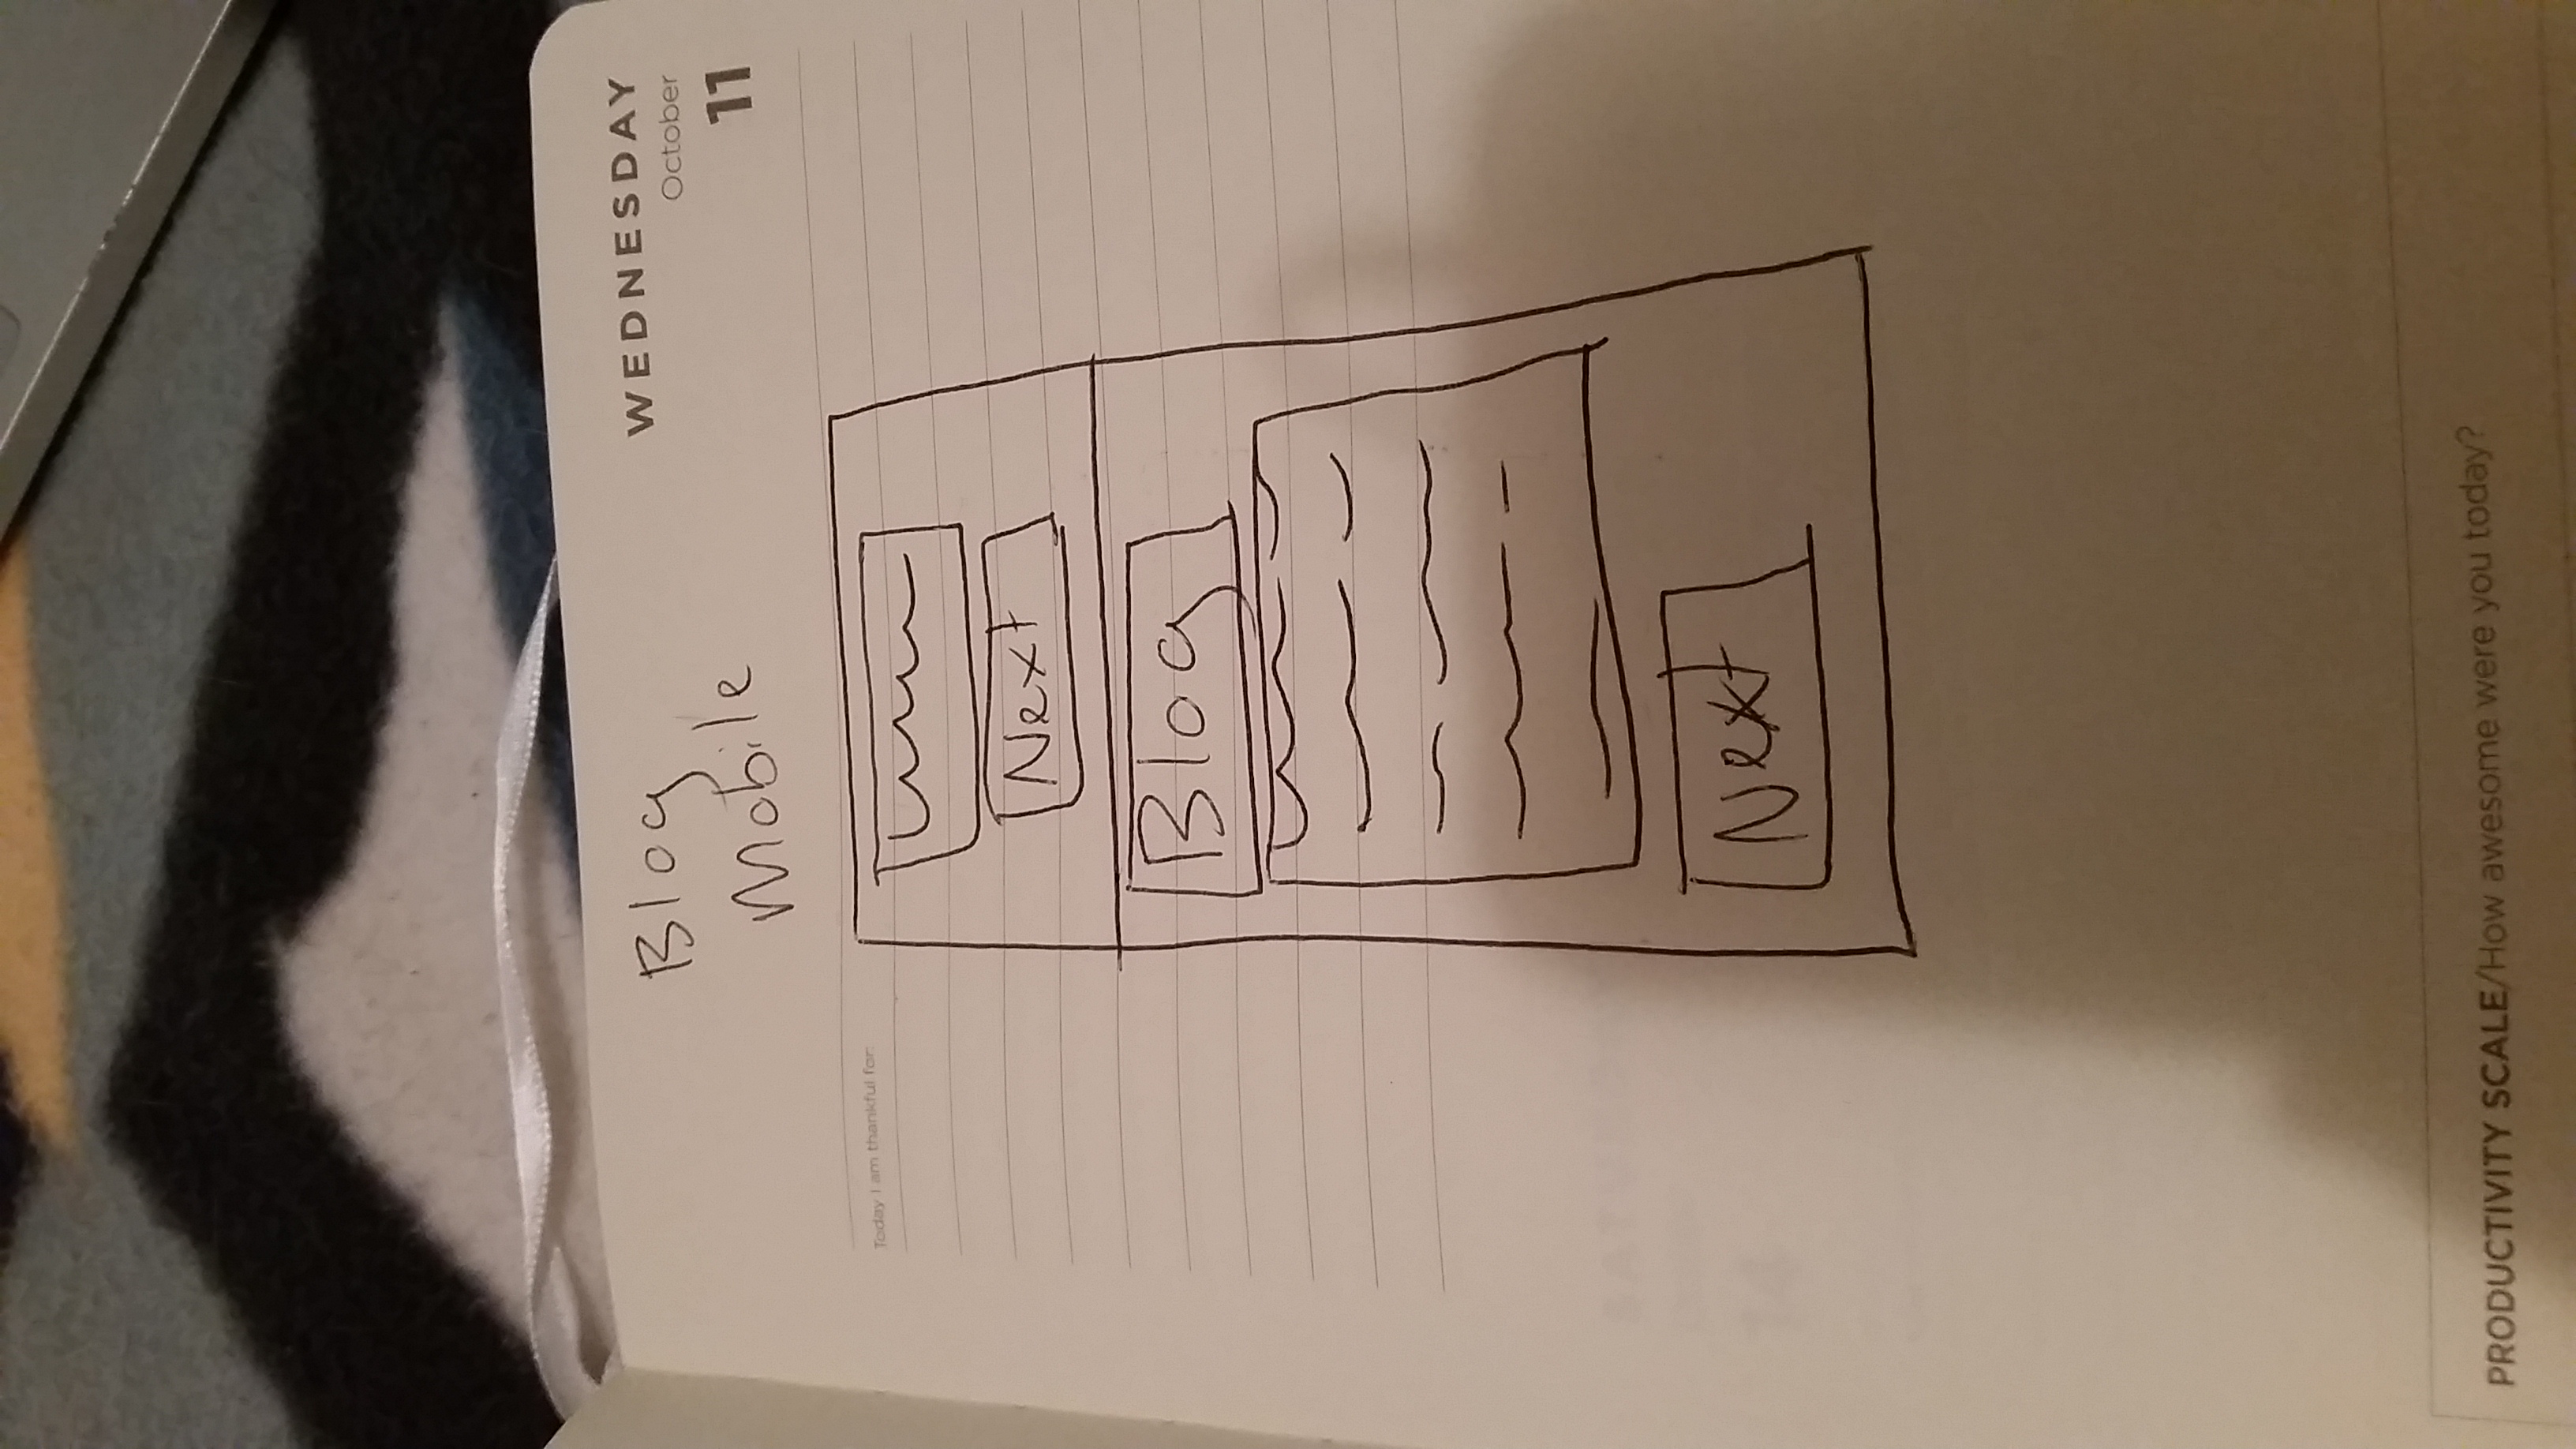 Blog
Mobile
WEDNESDAY
October
11
Today I am thankful for:
Next
Blog
Next
PRODUCTIVITY SCALE/How awesome were you today?